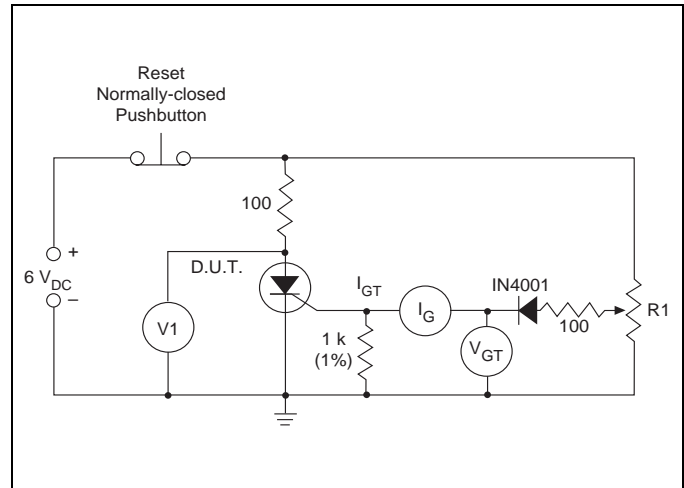 Reset
Normally-closed
Pushbutton
100
+
6 VDC
–
D.U.T.
V1
IGT
1 k
(1%)
IG
IN4001
VGT
100
R1